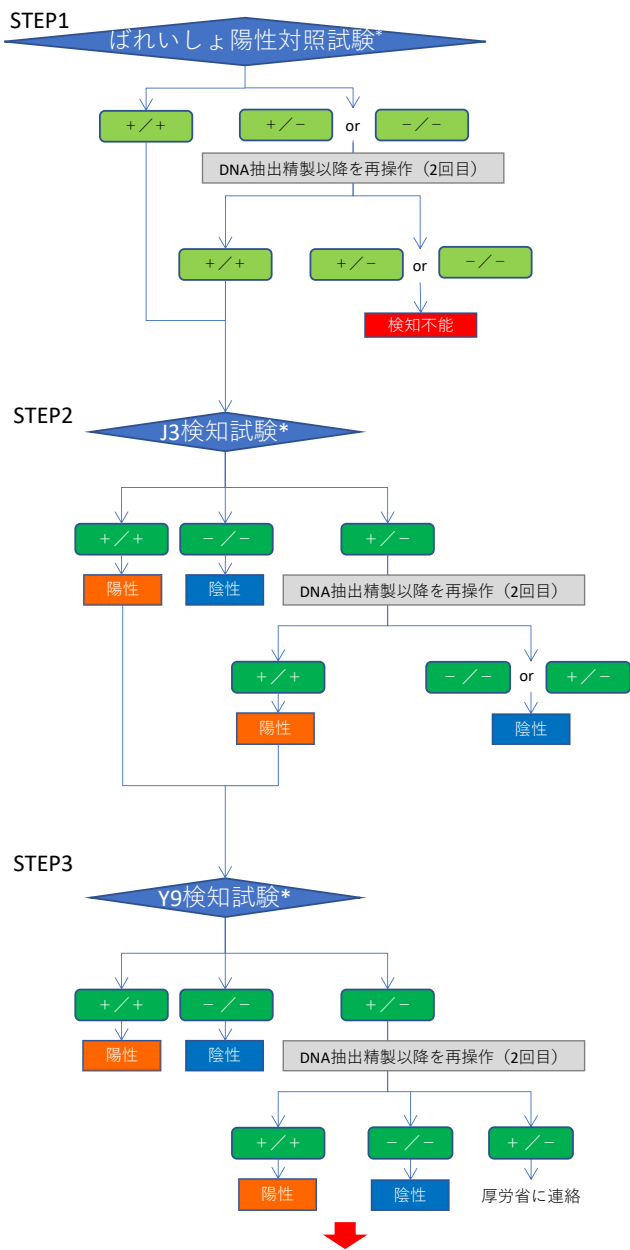 STEP1
ばれいしょ陽性対照試験*
+/+
+/-
or
-/-
DNA抽出精製以降を再操作（2回目）
+/+
+/-
or
-/-
検知不能
STEP2
J3検知試験*
+/+
-/-
+/-
陽性
陰性
DNA抽出精製以降を再操作（2回目）
+/+
-/-
or
+/-
陽性
陰性
STEP3
Y9検知試験*
+/+
-/-
+/-
陽性
陰性
DNA抽出精製以降を再操作（2回目）
+/+
-/-
+/-
陽性
陰性
厚労省に連絡